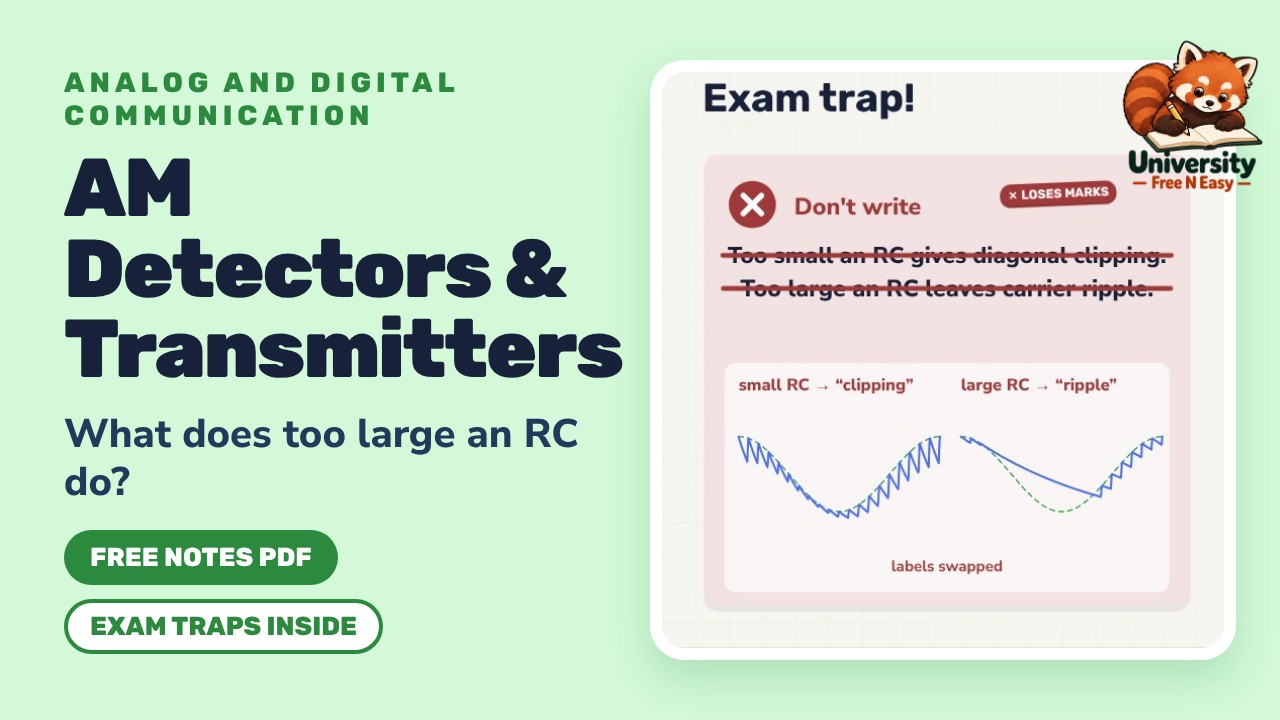 ANALOG AND DIGITAL
COMMUNICATION
AM
Detectors &
Transmitters
What does too large an RC
do?
FREE NOTES PDF
EXAM TRAPS INSIDE
Exam trap!
Don't write
× LOSES MARKS
Too small an RC gives diagonal clipping.
Too large an RC leaves carrier ripple.
small RC → “clipping”
large RC → “ripple”
labels swapped
University
Free N Easy